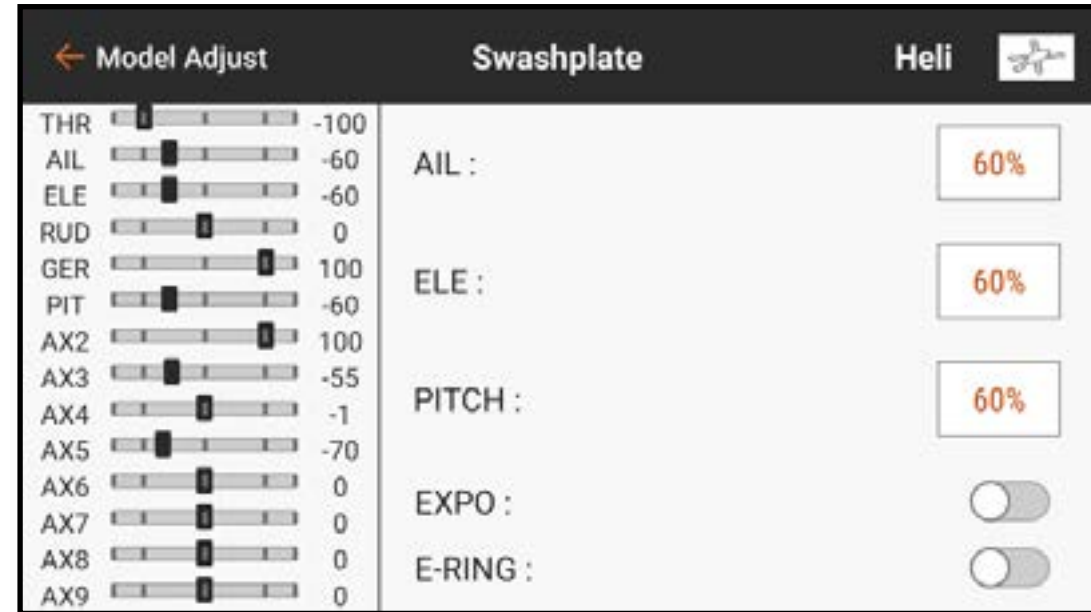 ← Model Adjust Swashplate Heli
THR -100
AIL -60
ELE -60
RUD 0
GER 100
PIT -60
AX2 100
AX3 -55
AX4 -1
AX5 -70
AX6 0
AX7 0
AX8 0
AX9 0
AIL : 60%
ELE : 60%
PITCH : 60%
EXPO :
E-RING :